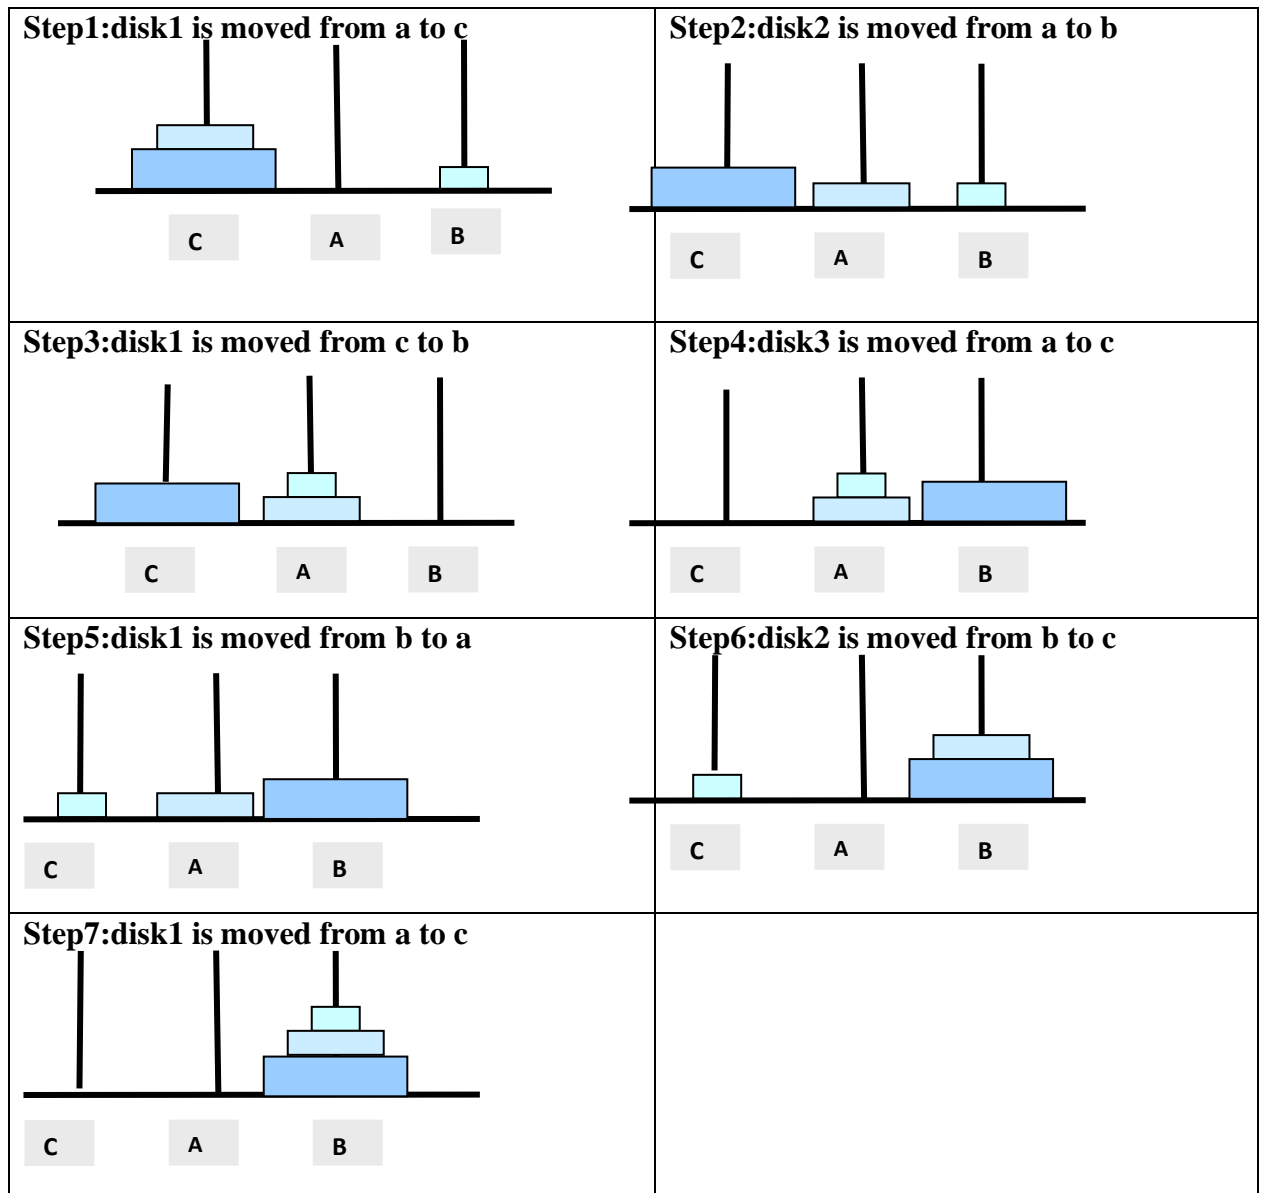 Step1:disk1 is moved from a to c
C A B
Step2:disk2 is moved from a to b
C A B
Step3:disk1 is moved from c to b
C A B
Step4:disk3 is moved from a to c
C A B
Step5:disk1 is moved from b to a
C A B
Step6:disk2 is moved from b to c
C A B
Step7:disk1 is moved from a to c
C A B